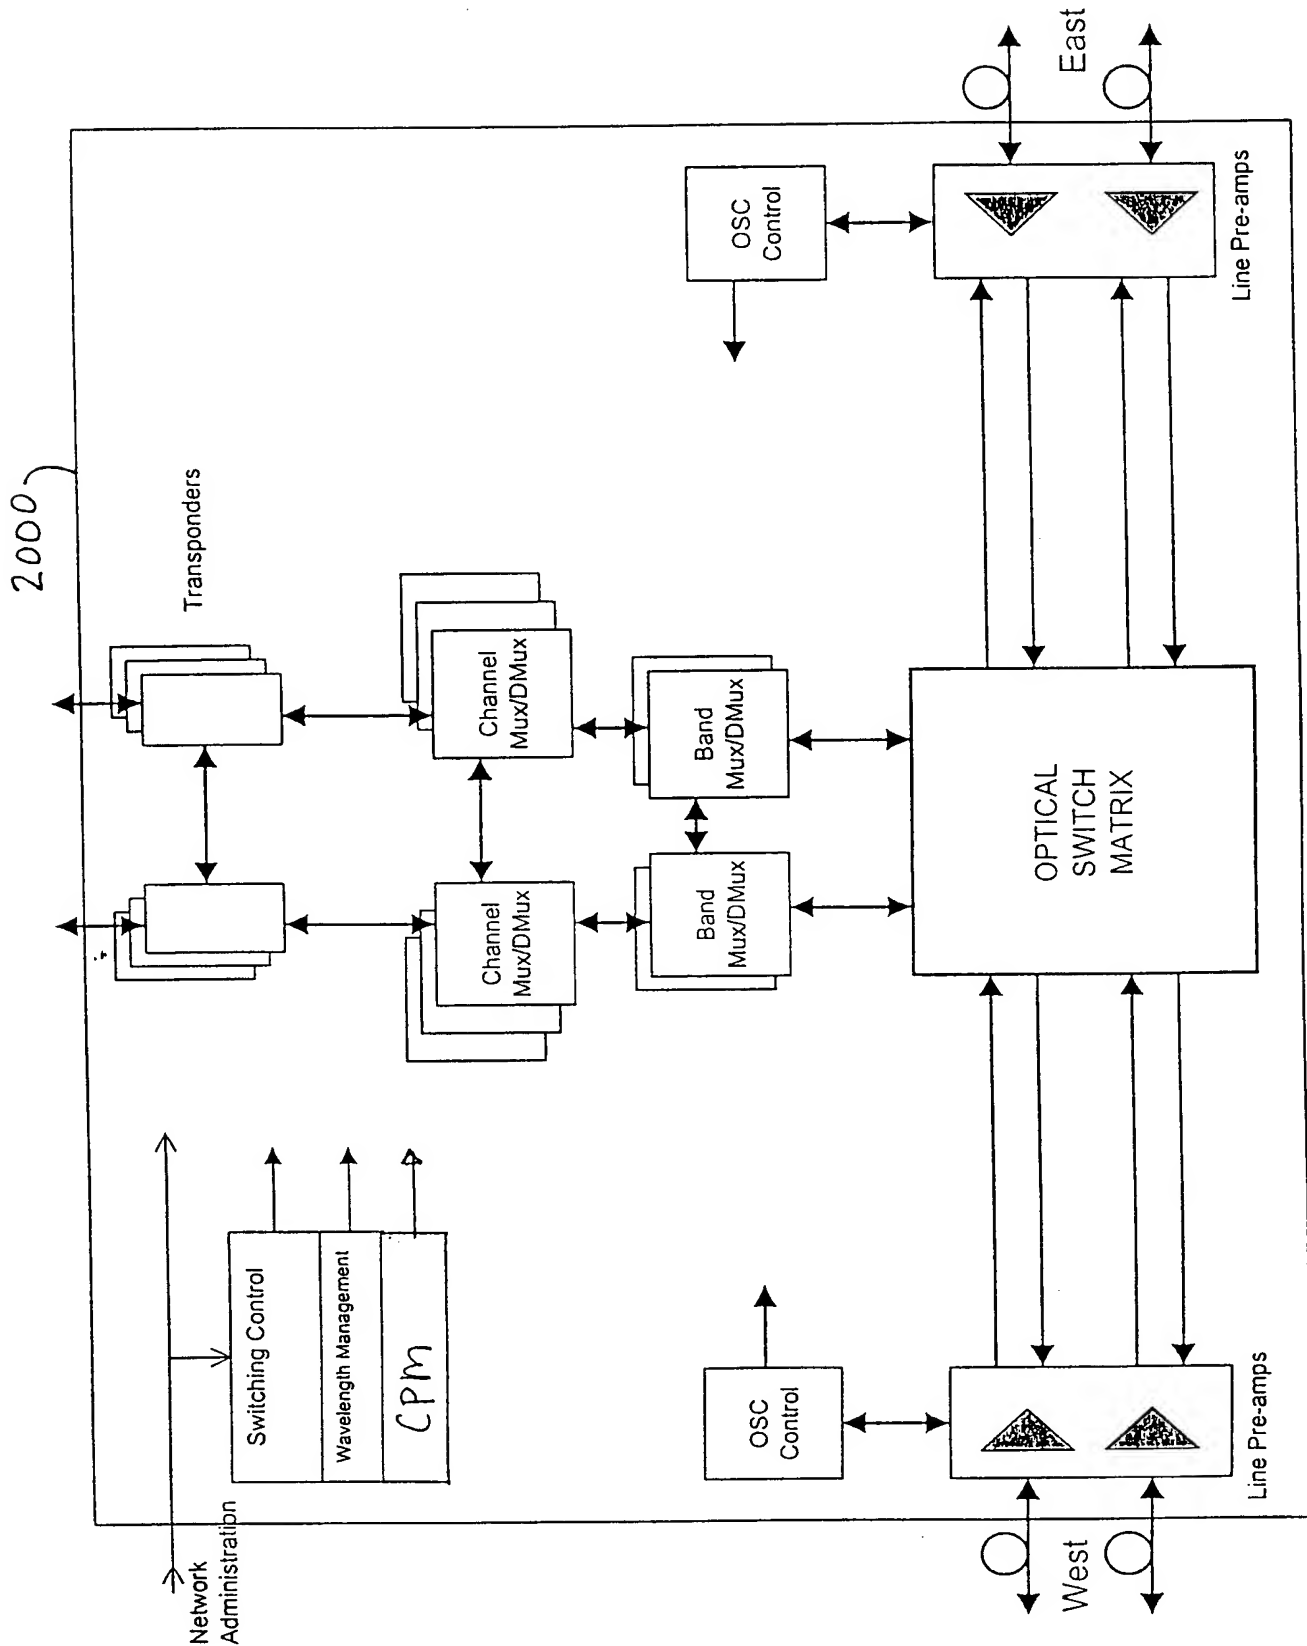 2000
Network
Administration
Switching Control
Wavelength Management
CPM
Transponders
Channel
Mux/DMux
Channel
Mux/DMux
Band
Mux/DMux
Band
Mux/DMux
OSC
Control
OSC
Control
OPTICAL
SWITCH
MATRIX
West
East
Line Pre-amps
Line Pre-amps